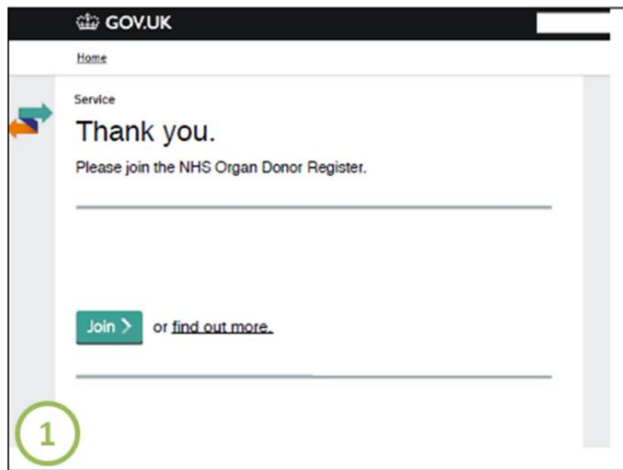 GOV.UK
Home
Service
Thank you.
Please join the NHS Organ Donor Register.
Join > or find out more.
1